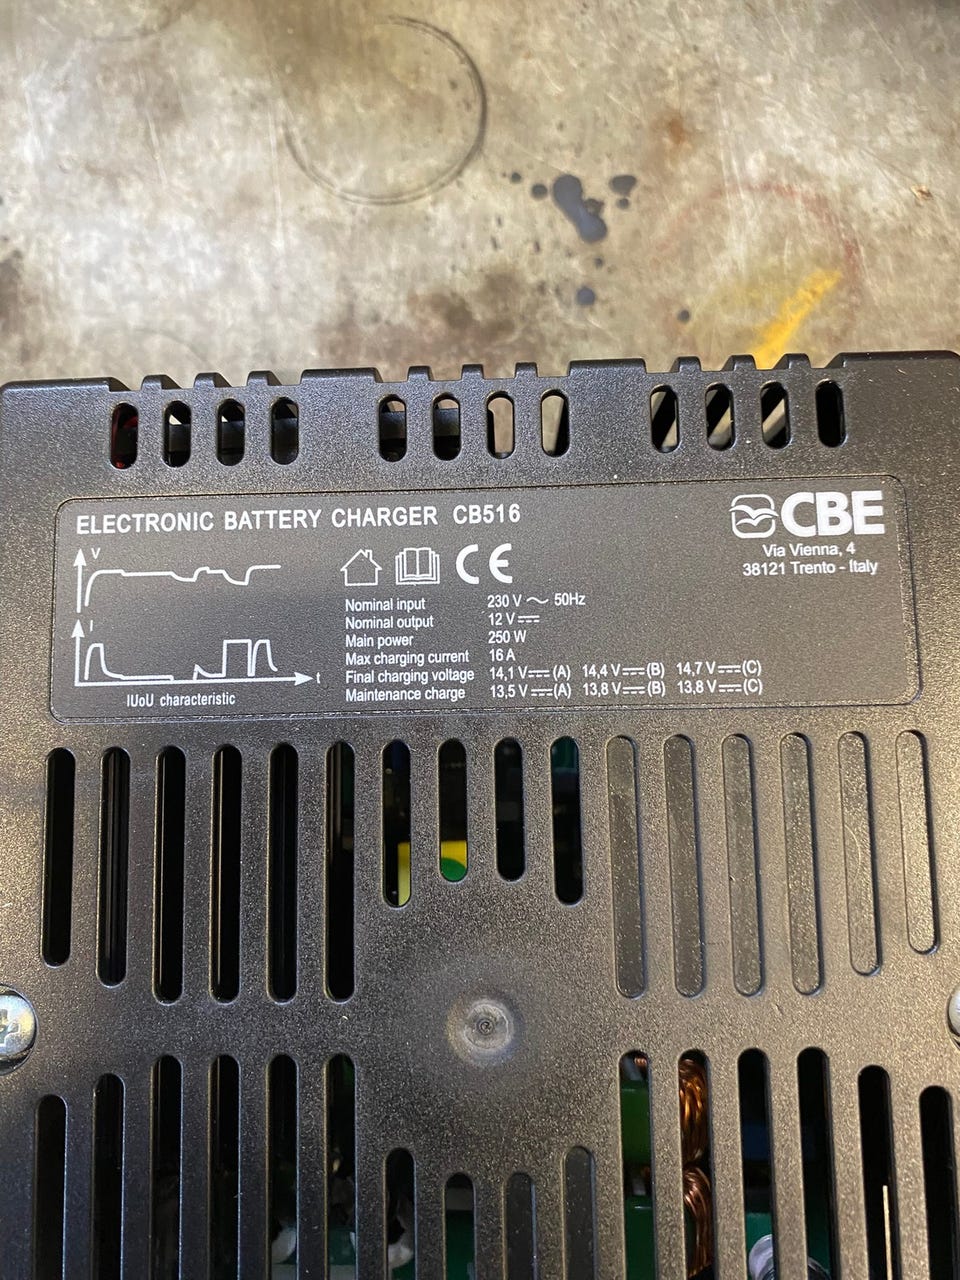 ELECTRONIC BATTERY CHARGER CB516
CBE
Via Vienna, 4
38121 Trento - Italy
V
I
t
IUoU characteristic
CE
Nominal input 230 V ～ 50Hz
Nominal output 12 V ⎓
Main power 250 W
Max charging current 16 A
Final charging voltage 14,1 V⎓(A) 14,4 V⎓(B) 14,7 V⎓(C)
Maintenance charge 13,5 V⎓(A) 13,8 V⎓(B) 13,8 V⎓(C)